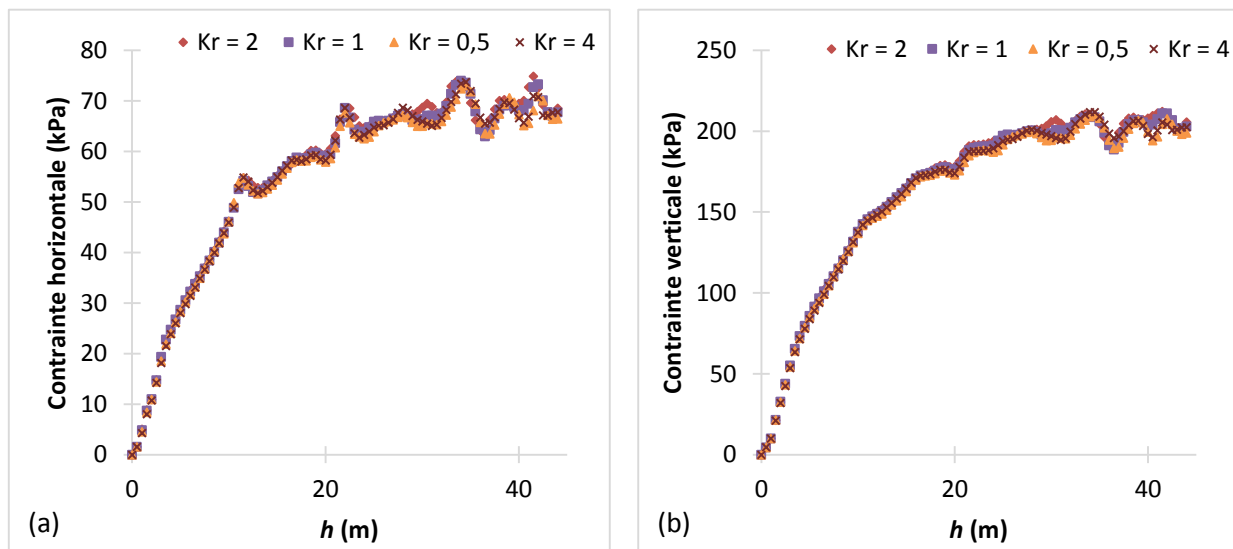 Kr = 2 Kr = 1 Kr = 0,5 Kr = 4
80
70
60
50
40
30
20
10
0
Contrainte horizontale (kPa)
0 20 40
h (m)
(a)
Kr = 2 Kr = 1 Kr = 0,5 Kr = 4
250
200
150
100
50
0
Contrainte verticale (kPa)
0 20 40
h (m)
(b)